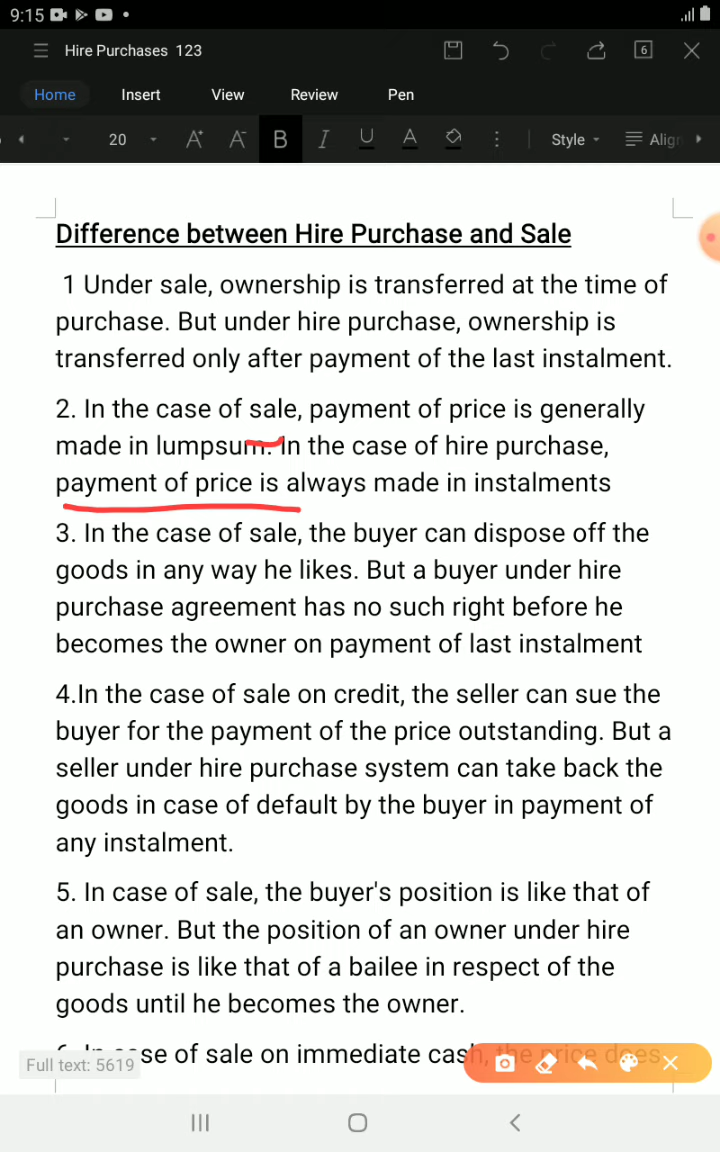 9:15
Hire Purchases 123
6
Home Insert View Review Pen
20 A+ A- B I U A Style Align
Difference between Hire Purchase and Sale
1 Under sale, ownership is transferred at the time of
purchase. But under hire purchase, ownership is
transferred only after payment of the last instalment.
2. In the case of sale, payment of price is generally
made in lumpsum. In the case of hire purchase,
payment of price is always made in instalments
3. In the case of sale, the buyer can dispose off the
goods in any way he likes. But a buyer under hire
purchase agreement has no such right before he
becomes the owner on payment of last instalment
4.In the case of sale on credit, the seller can sue the
buyer for the payment of the price outstanding. But a
seller under hire purchase system can take back the
goods in case of default by the buyer in payment of
any instalment.
5. In case of sale, the buyer's position is like that of
an owner. But the position of an owner under hire
purchase is like that of a bailee in respect of the
goods until he becomes the owner.
6. In case of sale on immediate cash, the price does
Full text: 5619